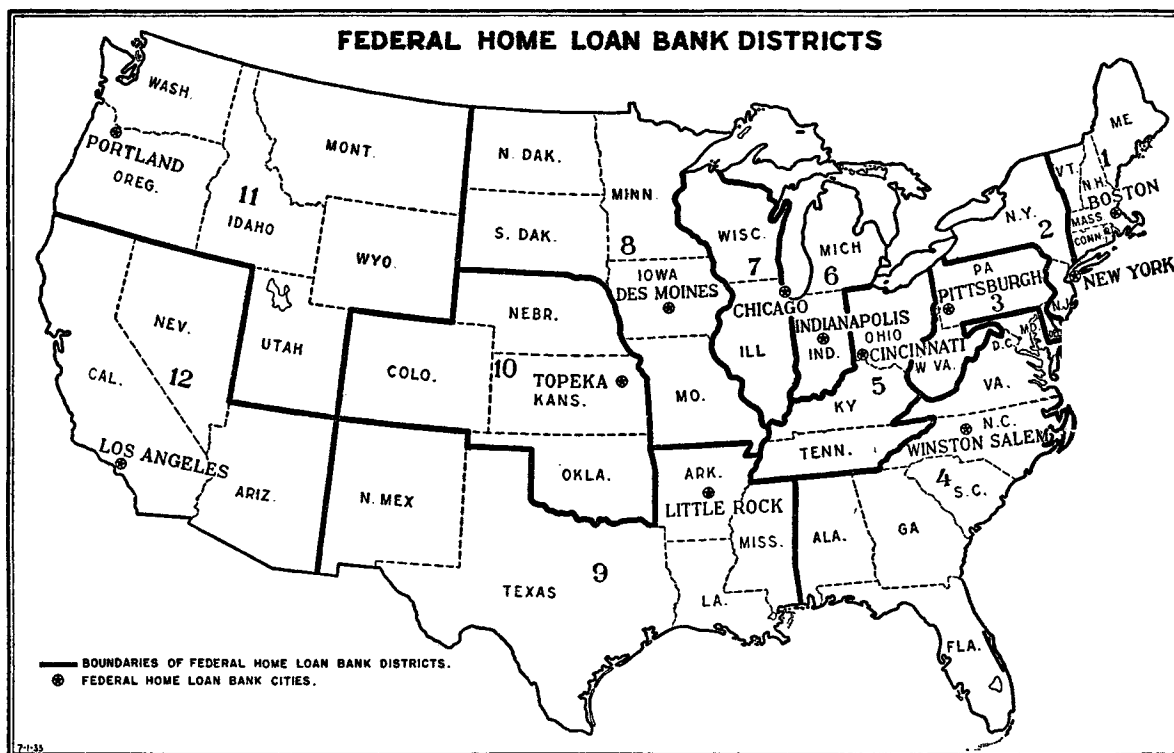 FEDERAL HOME LOAN BANK DISTRICTS
WASH.
PORTLAND
OREG.
11
IDAHO
MONT.
WYO.
N. DAK.
S. DAK.
MINN.
8
WISC.
7
MICH
6
ME
VT.
N.H.
1
BOSTON
MASS
CONN.
N.Y.
2
NEW YORK
PA
PITTSBURGH
3
N.J.
MD.
D.C.
NEV.
UTAH
CAL.
12
LOS ANGELES
ARIZ.
COLO.
NEBR.
10
TOPEKA
KANS.
IOWA
DES MOINES
CHICAGO
ILL
INDIANAPOLIS
IND.
OHIO
CINCINNATI
W VA.
5
KY
VA.
MO.
TENN.
N.C.
WINSTON SALEM
4
S.C.
N. MEX
OKLA.
ARK.
LITTLE ROCK
MISS.
ALA.
GA
TEXAS
9
LA.
FLA.
BOUNDARIES OF FEDERAL HOME LOAN BANK DISTRICTS.
FEDERAL HOME LOAN BANK CITIES.